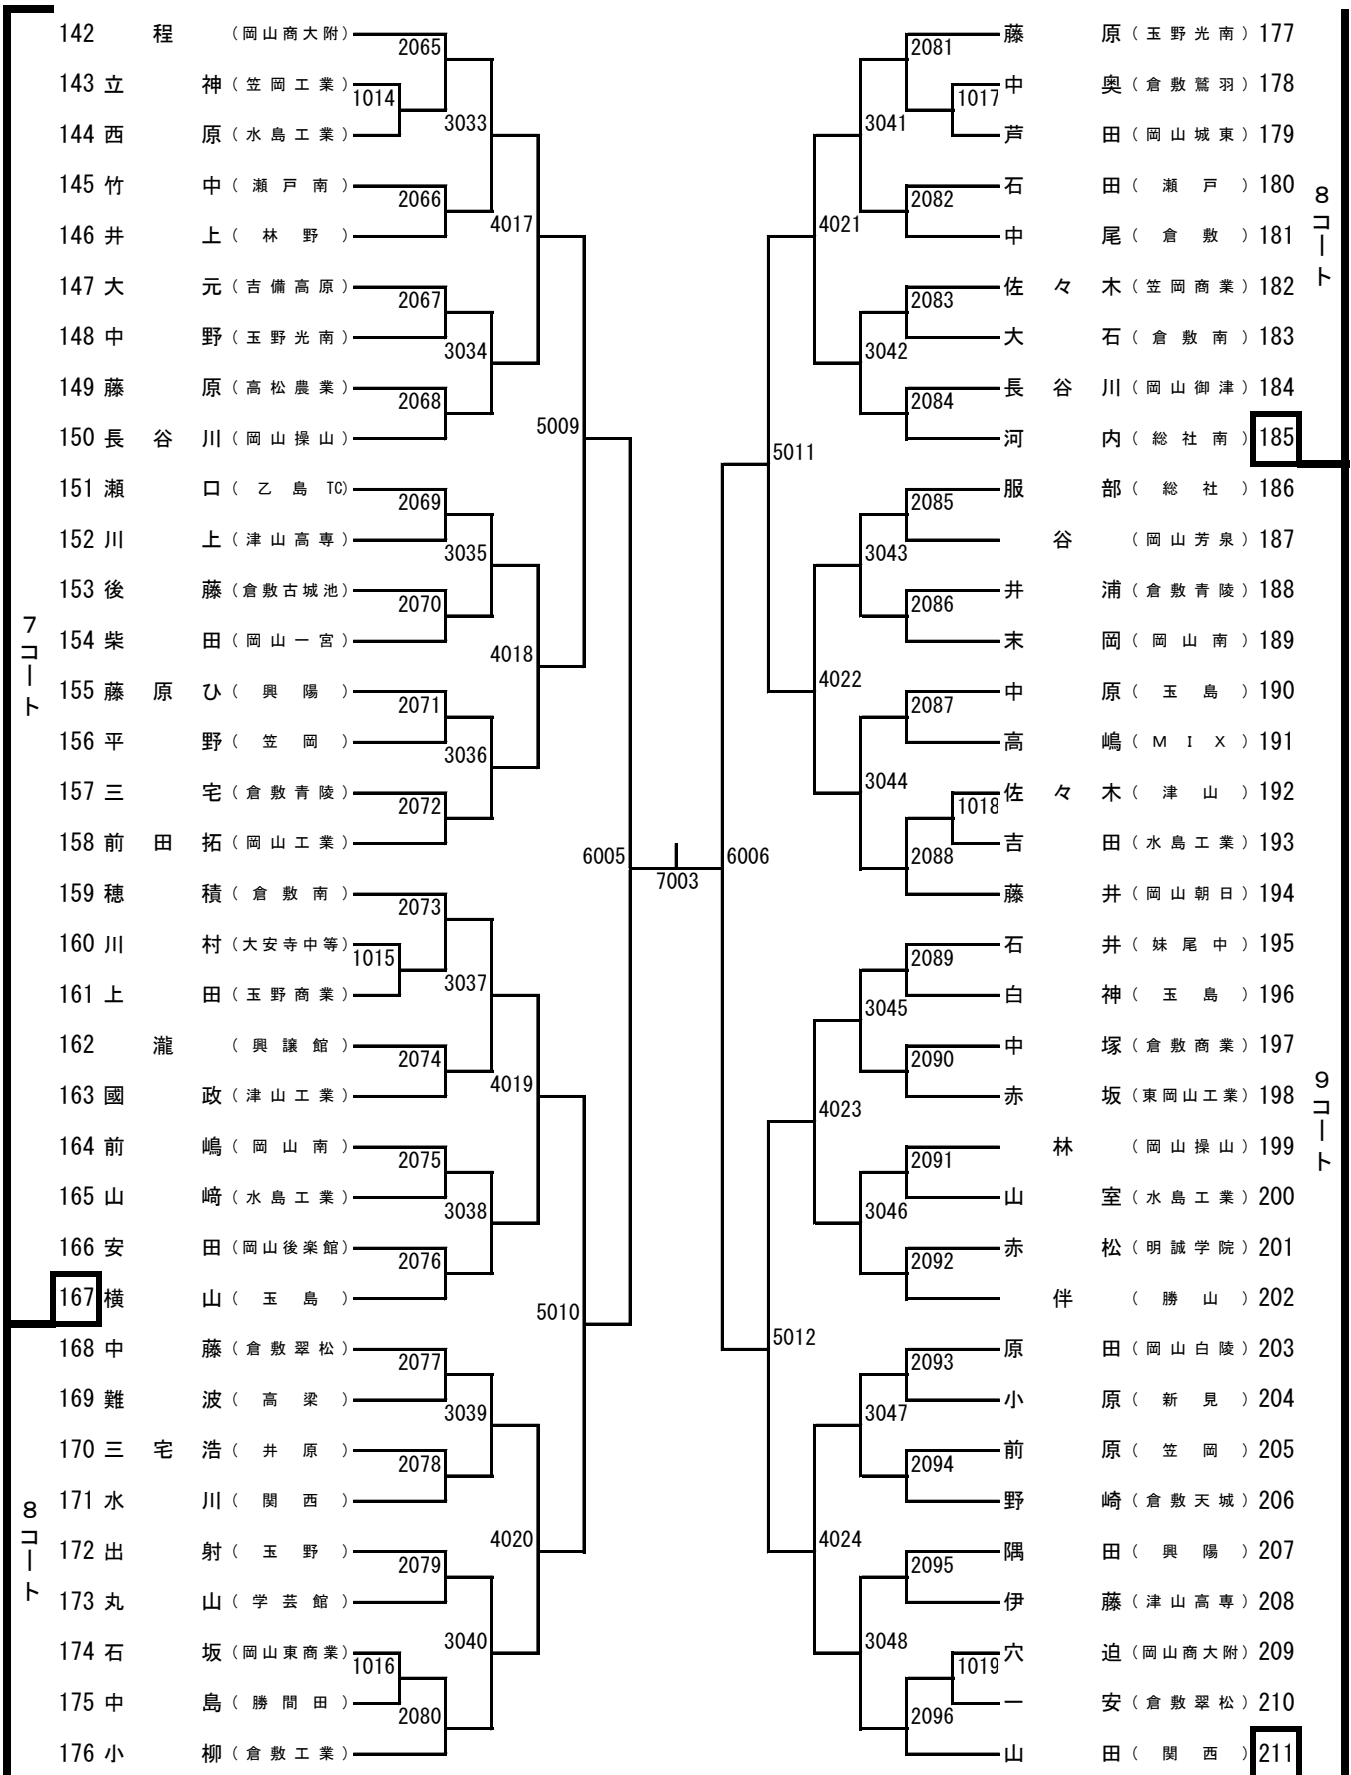 142 程 (岡山商大附)
143 立神 (笠岡工業)
144 西原 (水島工業)
145 竹中 (瀬戸南)
146 井上 (林野)
147 大元 (吉備高原)
148 中野 (玉野光南)
149 藤原 (高松農業)
150 長谷川 (岡山操山)
151 瀬口 (乙島TC)
152 川上 (津山高専)
153 後藤 (倉敷古城池)
154 柴田 (岡山一宮)
155 藤原ひ (興陽)
156 平野 (笠岡)
157 三宅 (倉敷青陵)
158 前田拓 (岡山工業)
159 穂積 (倉敷南)
160 川村 (大安寺中等)
161 上田 (玉野商業)
162 瀧 (興譲館)
163 國政 (津山工業)
164 前嶋 (岡山南)
165 山﨑 (水島工業)
166 安田 (岡山後楽館)
167 横山 (玉島)
168 中藤 (倉敷翠松)
169 難波 (高梁)
170 三宅浩 (井原)
171 水川 (関西)
172 出射 (玉野)
173 丸山 (学芸館)
174 石坂 (岡山東商業)
175 中島 (勝間田)
176 小柳 (倉敷工業)
7コート
8コート
1014
1015
1016
2065
2066
2067
2068
2069
2070
2071
2072
2073
2074
2075
2076
2077
2078
2079
2080
3033
3034
3035
3036
3037
3038
3039
3040
4017
4018
4019
4020
5009
5010
6005
7003
6006
5011
5012
4021
4022
4023
4024
3041
3042
3043
3044
3045
3046
3047
3048
2081
2082
2083
2084
2085
2086
2087
2088
2089
2090
2091
2092
2093
2094
2095
2096
1017
1018
1019
藤原 (玉野光南) 177
中奥 (倉敷鷲羽) 178
芦田 (岡山城東) 179
石田 (瀬戸) 180
中尾 (倉敷) 181
佐々木 (笠岡商業) 182
大石 (倉敷南) 183
長谷川 (岡山御津) 184
河内 (総社南) 185
服部 (総社) 186
谷 (岡山芳泉) 187
井浦 (倉敷青陵) 188
末岡 (岡山南) 189
中原 (玉島) 190
高嶋 (MIX) 191
佐々木 (津山) 192
吉田 (水島工業) 193
藤井 (岡山朝日) 194
石井 (妹尾中) 195
白神 (玉島) 196
中塚 (倉敷商業) 197
赤坂 (東岡山工業) 198
林 (岡山操山) 199
山室 (水島工業) 200
赤松 (明誠学院) 201
伴 (勝山) 202
原田 (岡山白陵) 203
小原 (新見) 204
前原 (笠岡) 205
野崎 (倉敷天城) 206
隅田 (興陽) 207
伊藤 (津山高専) 208
穴迫 (岡山商大附) 209
一安 (倉敷翠松) 210
山田 (関西) 211
8コート
9コート